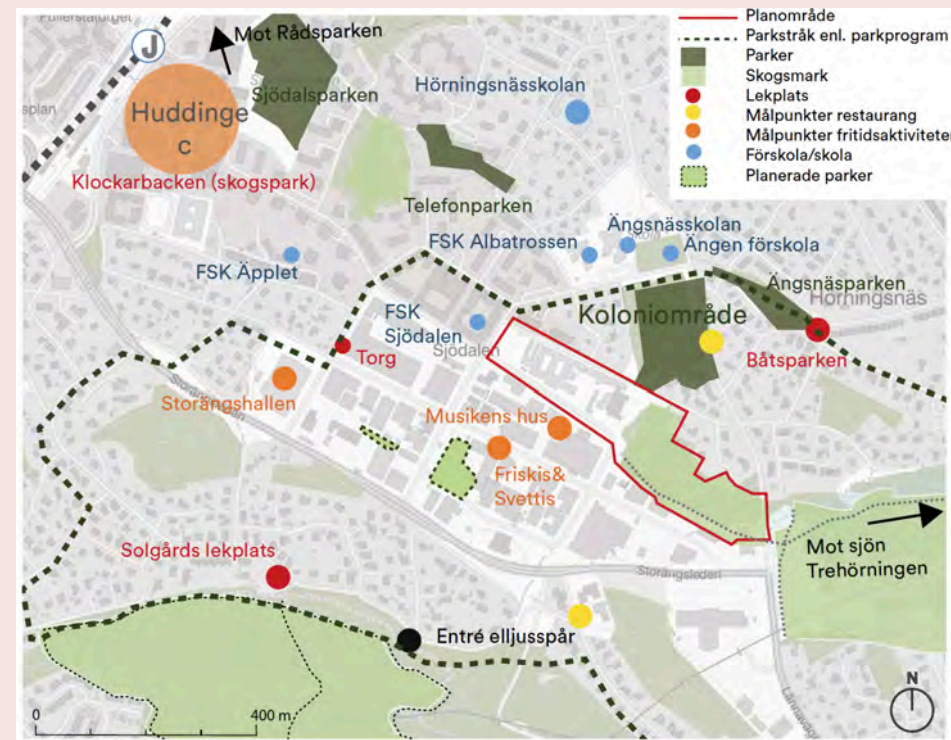 Fullerstatorget
J
Mot Rådsparken
Sjödalsparken
Huddinge
c
Klockarbacken (skogspark)
Hörningsnässkolan
Telefonparken
FSK Äpplet
FSK Albatrossen
Ängsnässkolan
Ängen förskola
Ängsnäsparken
Hörningsnäs
Koloniområde
Båtsparken
FSK
Sjödalen
Sjödalen
Torg
Storängshallen
Musikens hus
Friskis&
Svettis
Solgårds lekplats
Storängsleden
Mot sjön
Trehörningen
Entré elljusspår
0
400 m
N
Planområde
Parkstråk enl. parkprogram
Parker
Skogsmark
Lekplats
Målpunkter restaurang
Målpunkter fritidsaktiviteter
Förskola/skola
Planerade parker